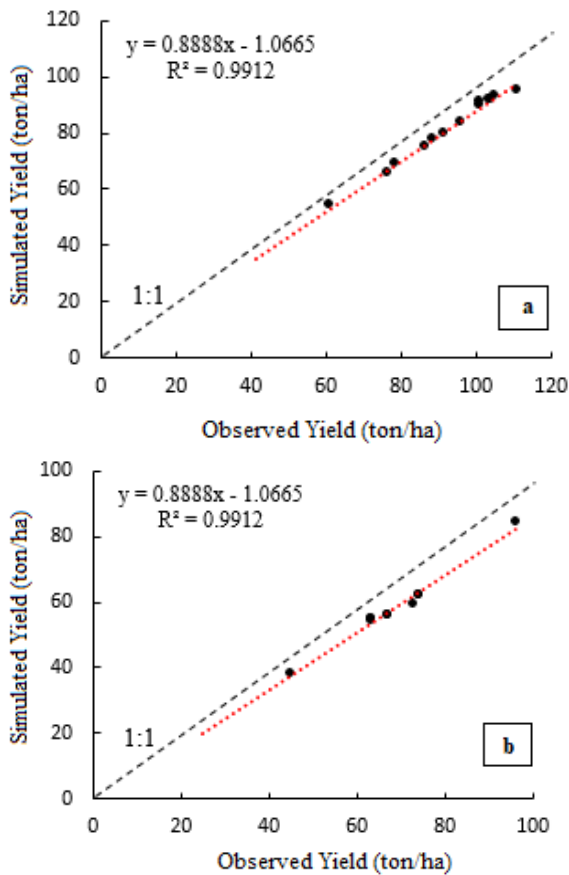 120
100
80
60
40
20
0
Simulated Yield (ton/ha)
y = 0.8888x - 1.0665
R² = 0.9912
1:1
a
0 20 40 60 80 100 120
Observed Yield (ton/ha)
100
80
60
40
20
0
Simulated Yield (ton/ha)
y = 0.8888x - 1.0665
R² = 0.9912
1:1
b
0 20 40 60 80 100
Observed Yield (ton/ha)